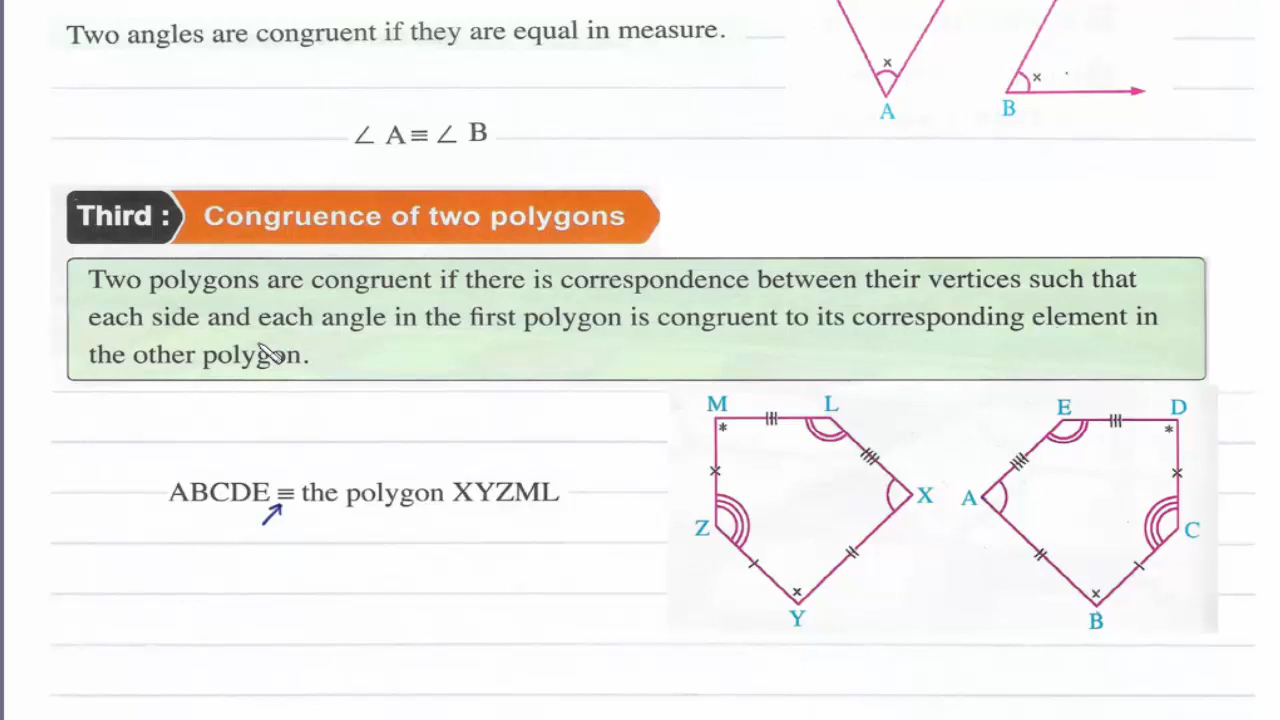 Two angles are congruent if they are equal in measure.
x
x
A
B
∠ A ≡ ∠ B
Third : Congruence of two polygons
Two polygons are congruent if there is correspondence between their vertices such that
each side and each angle in the first polygon is congruent to its corresponding element in
the other polygon.
M L E D
* *
ABCDE ≡ the polygon XYZML
X A
Z C
x x
Y B